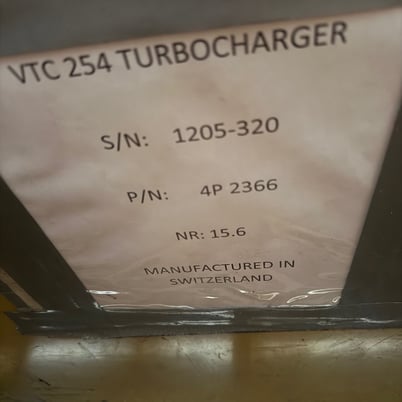 VTC 254 TURBOCHARGER
S/N: 1205-320
P/N: 4P 2366
NR: 15.6
MANUFACTURED IN
SWITZERLAND